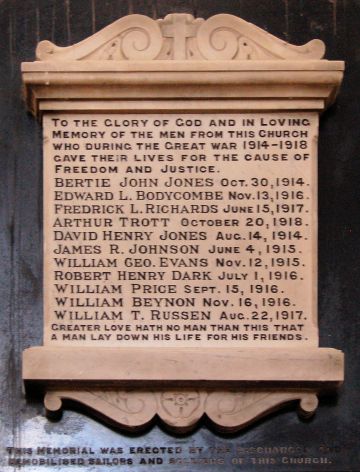 To the Glory of God and in Loving
Memory of the men from this Church
who during the Great War 1914-1918
gave their lives for the cause of
Freedom and Justice.
Bertie John Jones Oct. 30, 1914.
Edward L. Bodycombe Nov. 13, 1916.
Fredrick L. Richards June 15, 1917.
Arthur Trott October 20, 1918.
David Henry Jones Aug. 14, 1914.
James R. Johnson June 4, 1915.
William Geo. Evans Nov. 12, 1915.
Robert Henry Dark July 1, 1916.
William Price Sept. 15, 1916.
William Beynon Nov. 16, 1916.
William T. Russen Aug. 22, 1917.
Greater love hath no man than this that
a man lay down his life for his friends.
This Memorial was erected by the Discharged and
Demobilised Sailors and Soldiers of this Church.